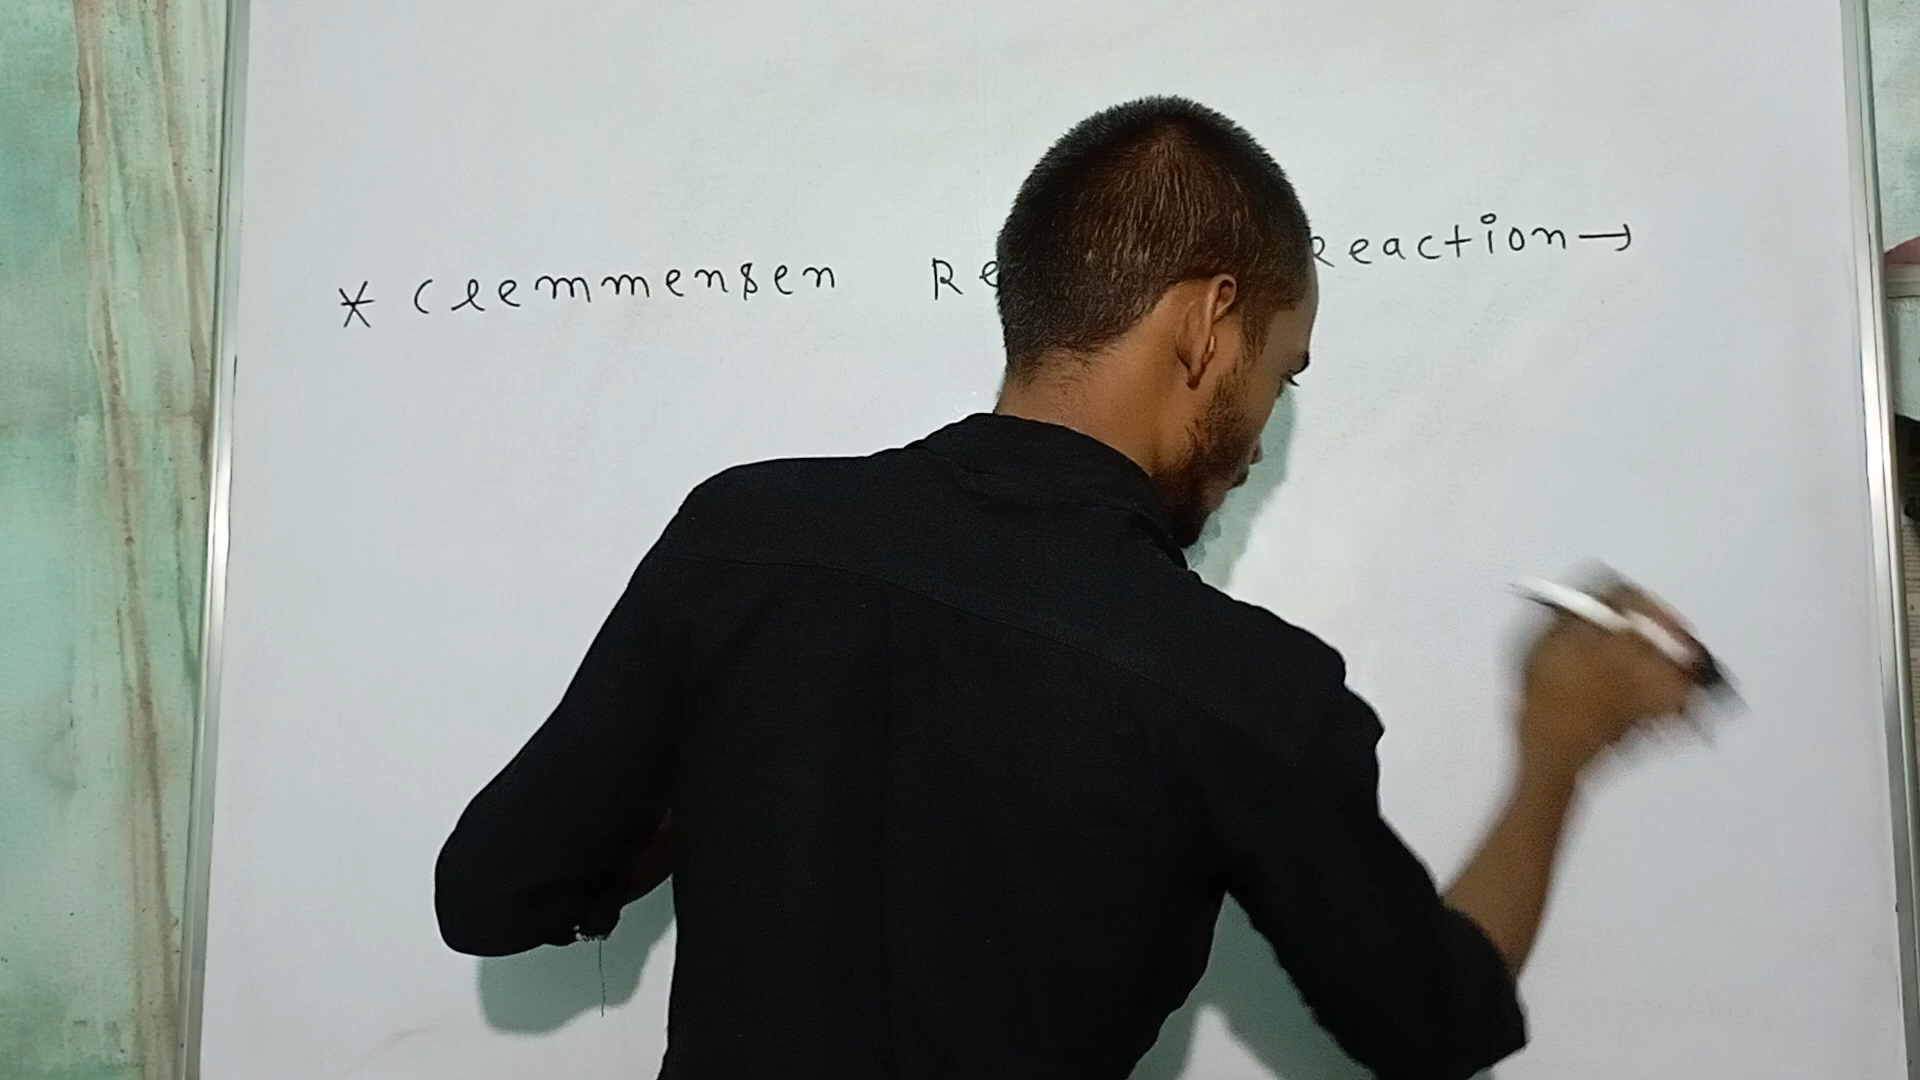 * Clemmensen Re Reaction →